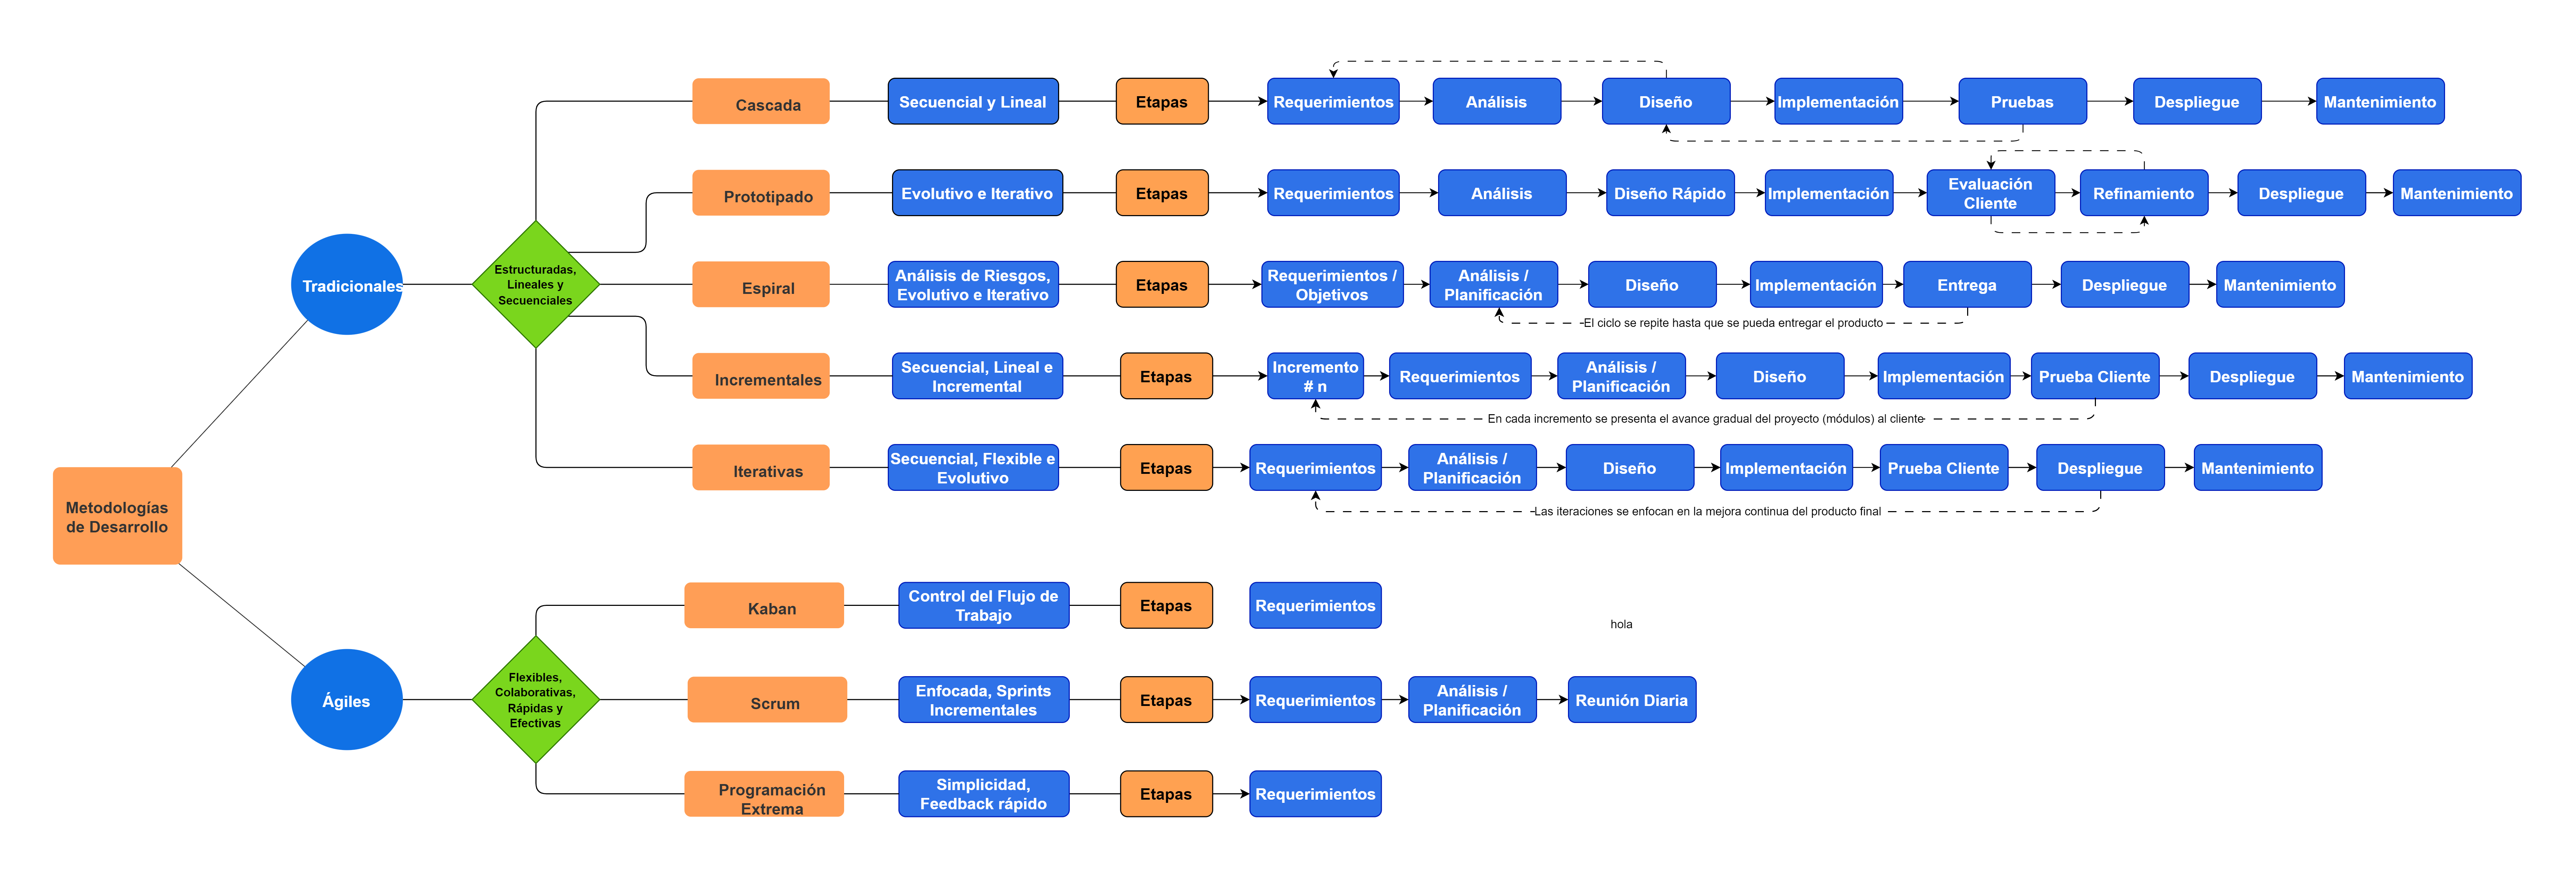 Cascada
Secuencial y Lineal
Etapas
Requerimientos
Análisis
Diseño
Implementación
Pruebas
Despliegue
Mantenimiento
Prototipado
Evolutivo e Iterativo
Etapas
Requerimientos
Análisis
Diseño Rápido
Implementación
Evaluación
Cliente
Refinamiento
Despliegue
Mantenimiento
Tradicionales
Estructuradas,
Lineales y
Secuenciales
Espiral
Análisis de Riesgos,
Evolutivo e Iterativo
Etapas
Requerimientos /
Objetivos
Análisis /
Planificación
Diseño
Implementación
Entrega
Despliegue
Mantenimiento
El ciclo se repite hasta que se pueda entregar el producto
Incrementales
Secuencial, Lineal e
Incremental
Etapas
Incremento
# n
Requerimientos
Análisis /
Planificación
Diseño
Implementación
Prueba Cliente
Despliegue
Mantenimiento
En cada incremento se presenta el avance gradual del proyecto (módulos) al cliente
Iterativas
Secuencial, Flexible e
Evolutivo
Etapas
Requerimientos
Análisis /
Planificación
Diseño
Implementación
Prueba Cliente
Despliegue
Mantenimiento
Las iteraciones se enfocan en la mejora continua del producto final
Metodologías
de Desarrollo
Kaban
Control del Flujo de
Trabajo
Etapas
Requerimientos
hola
Ágiles
Flexibles,
Colaborativas,
Rápidas y
Efectivas
Scrum
Enfocada, Sprints
Incrementales
Etapas
Requerimientos
Análisis /
Planificación
Reunión Diaria
Programación
Extrema
Simplicidad,
Feedback rápido
Etapas
Requerimientos